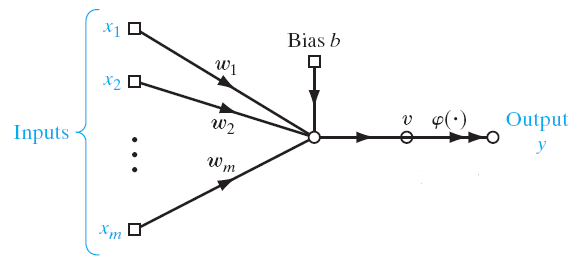 x₁
Bias b
w₁
x₂
w₂
v
φ(·)
Output
y
Inputs
wₘ
xₘ